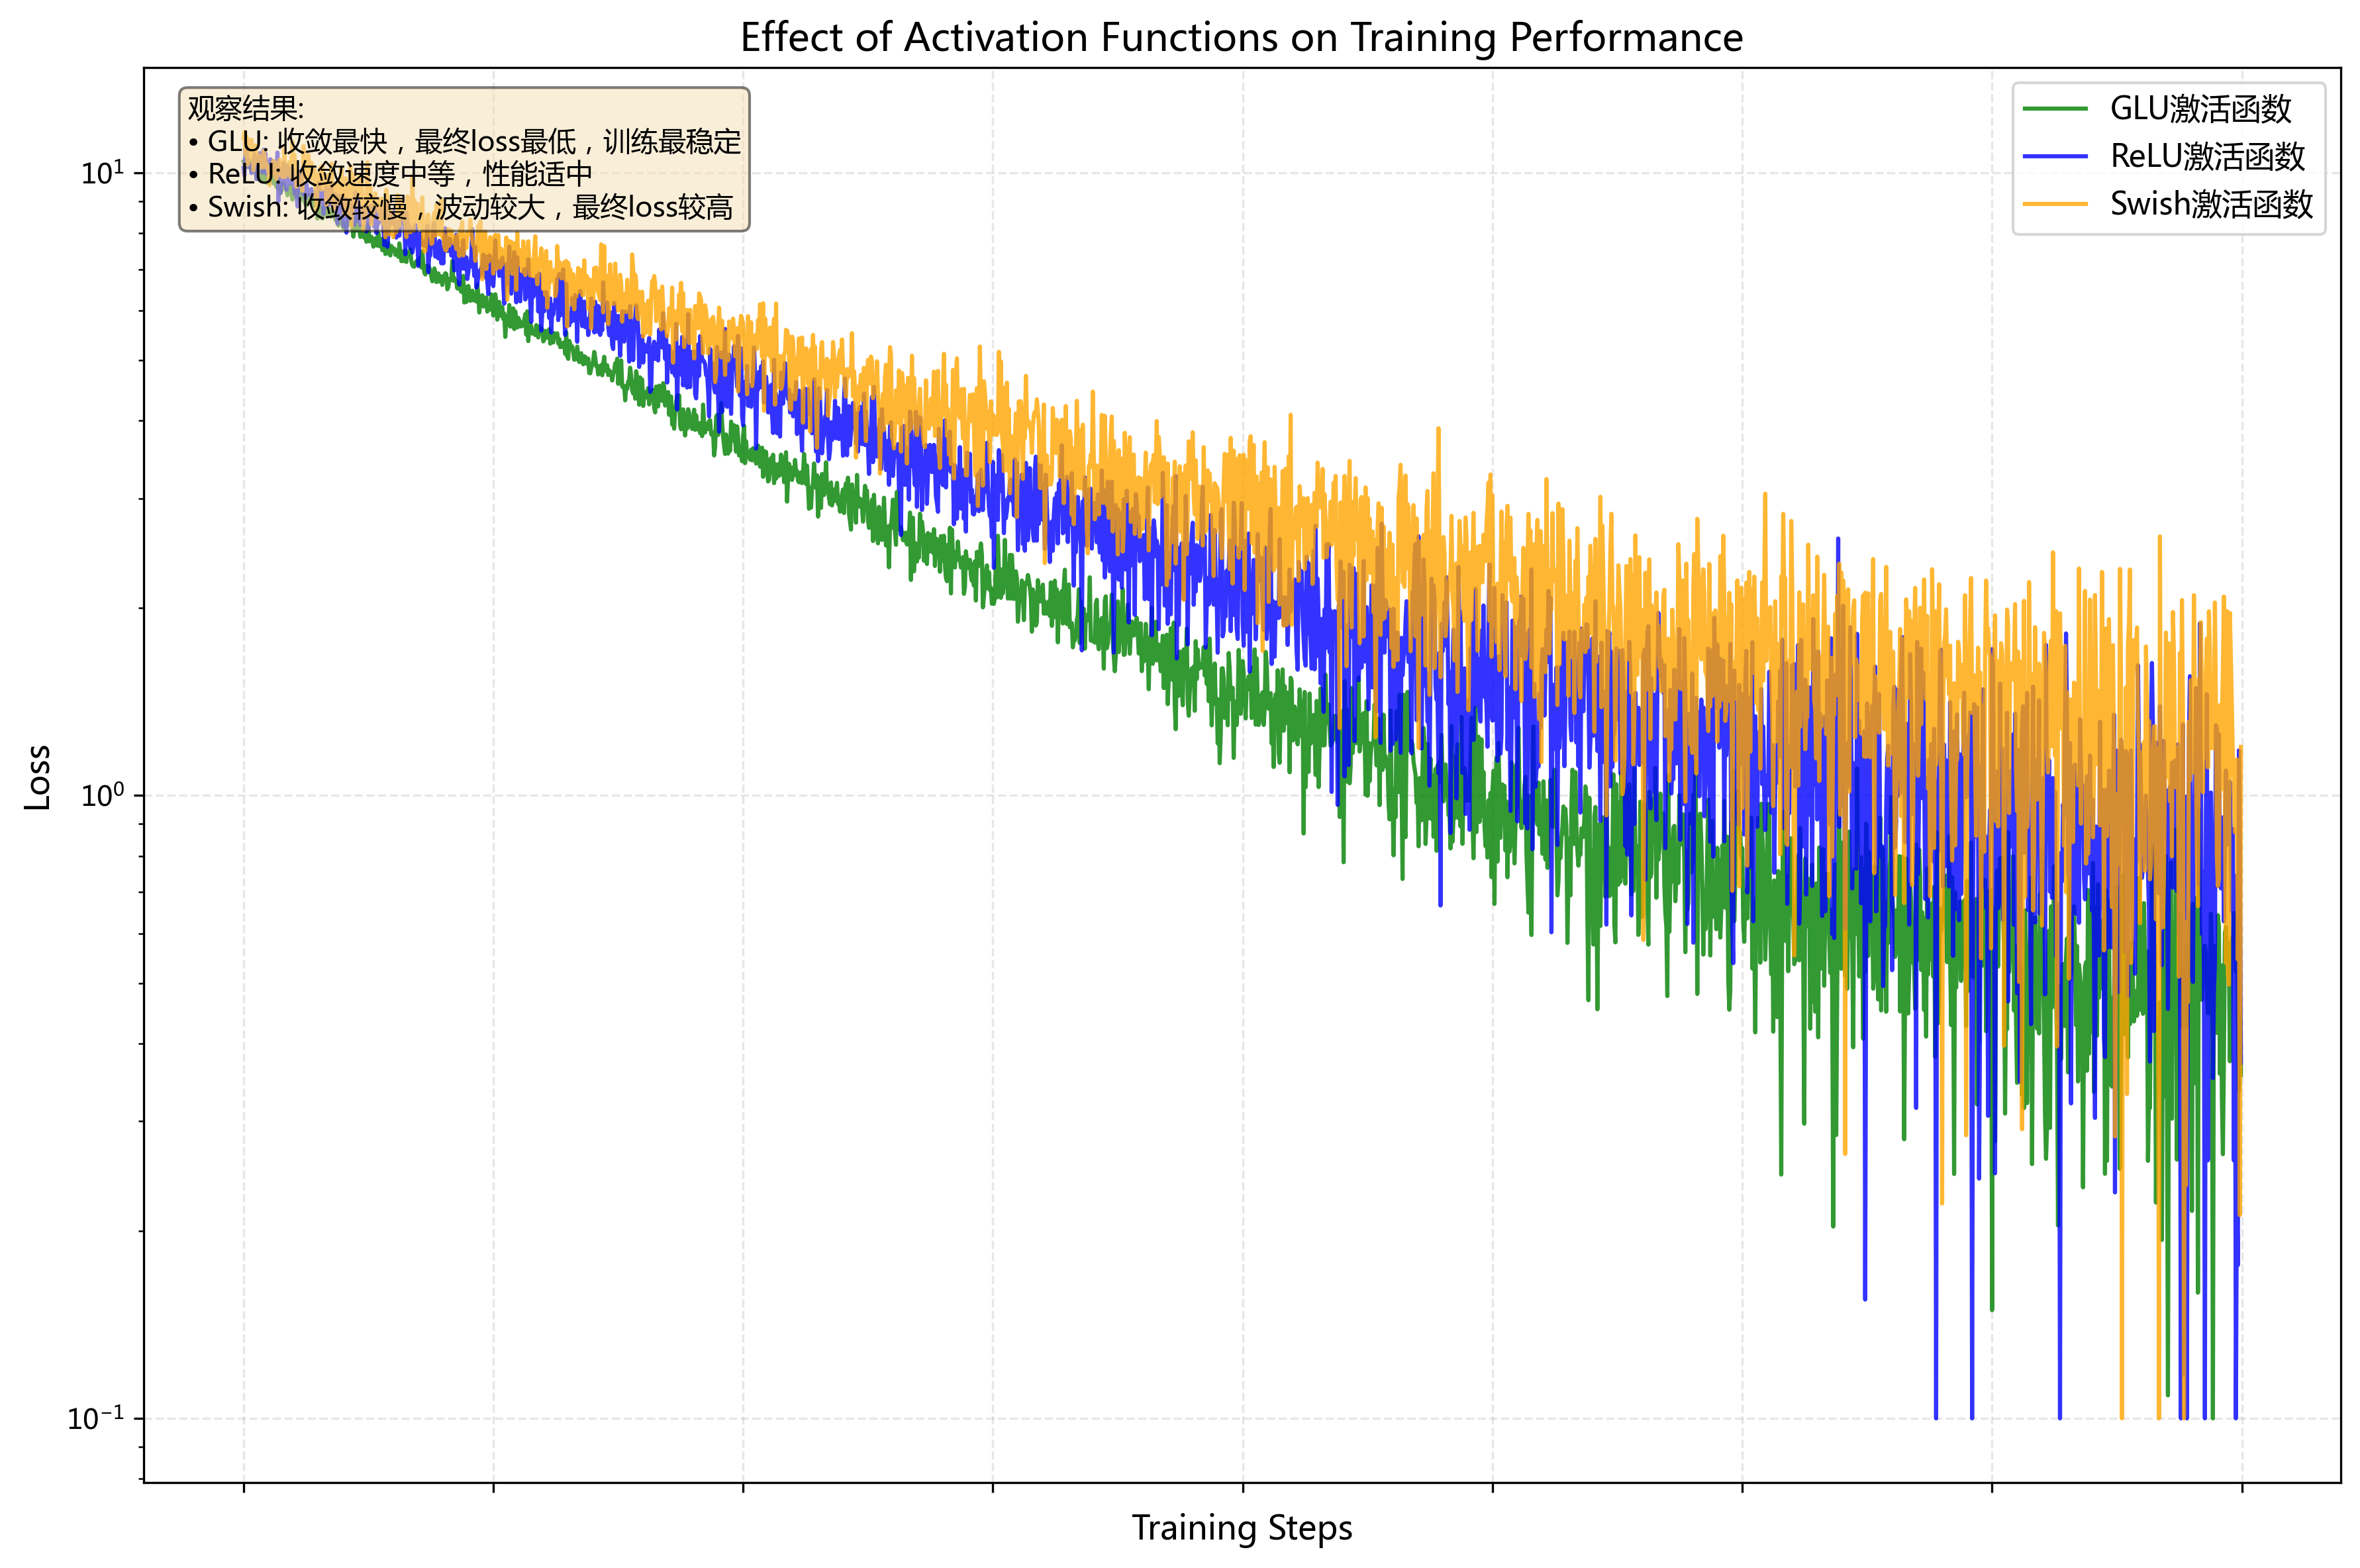 Effect of Activation Functions on Training Performance
观察结果:
• GLU: 收敛最快，最终loss最低，训练最稳定
• ReLU: 收敛速度中等，性能适中
• Swish: 收敛较慢，波动较大，最终loss较高
GLU激活函数
ReLU激活函数
Swish激活函数
10¹
10⁰
10⁻¹
Loss
Training Steps